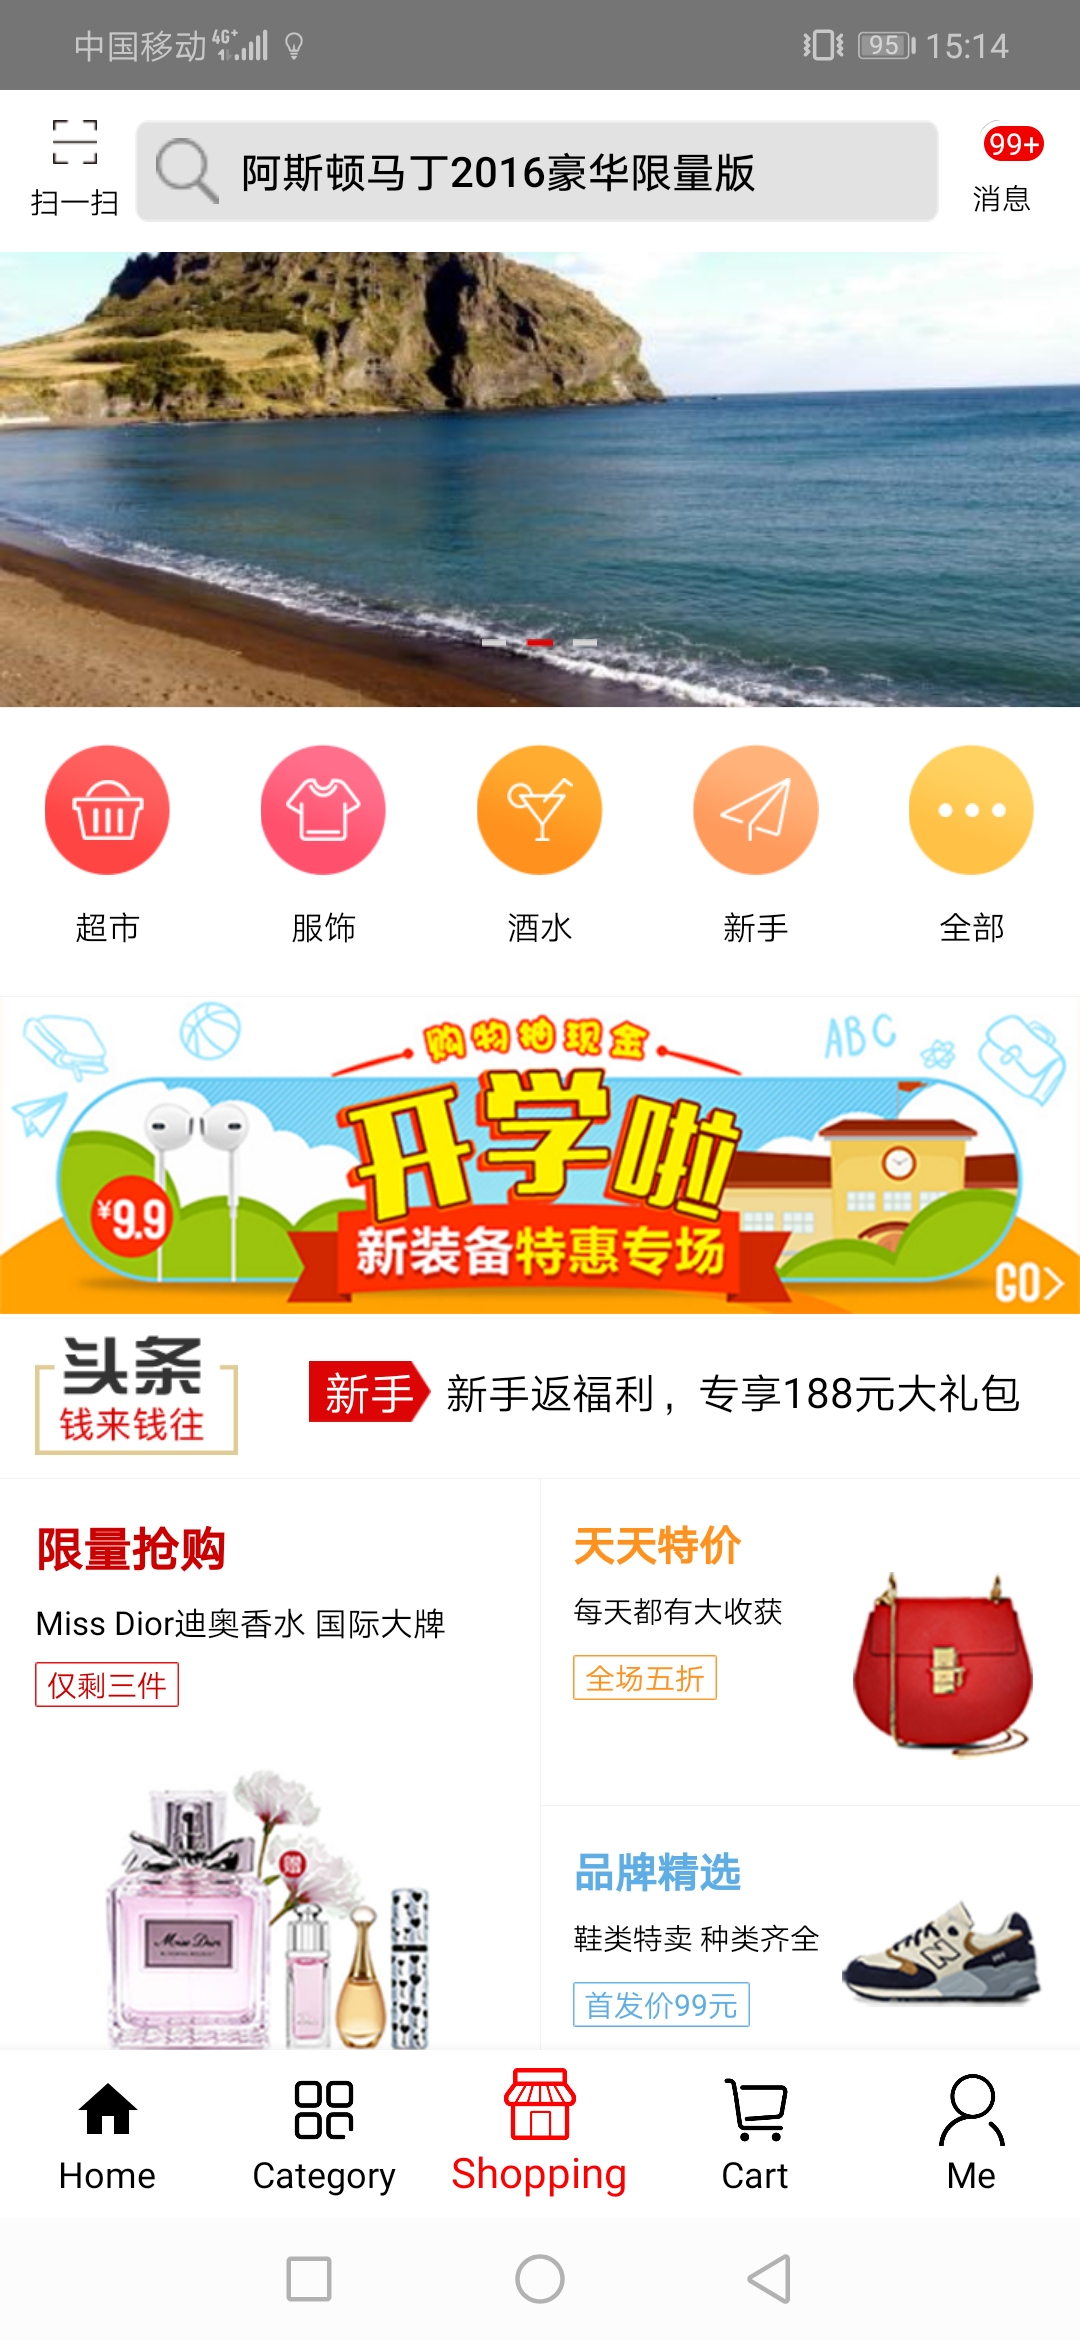 中国移动 4G+ 95 15:14
扫一扫
阿斯顿马丁2016豪华限量版
99+
消息
超市
服饰
酒水
新手
全部
购物抽现金
ABC
开学啦
¥9.9
新装备特惠专场
GO>
头条
钱来钱往
新手
新手返福利，专享188元大礼包
限量抢购
Miss Dior迪奥香水 国际大牌
仅剩三件
赠
Miss Dior
天天特价
每天都有大收获
全场五折
品牌精选
鞋类特卖 种类齐全
首发价99元
N
Home
Category
Shopping
Cart
Me